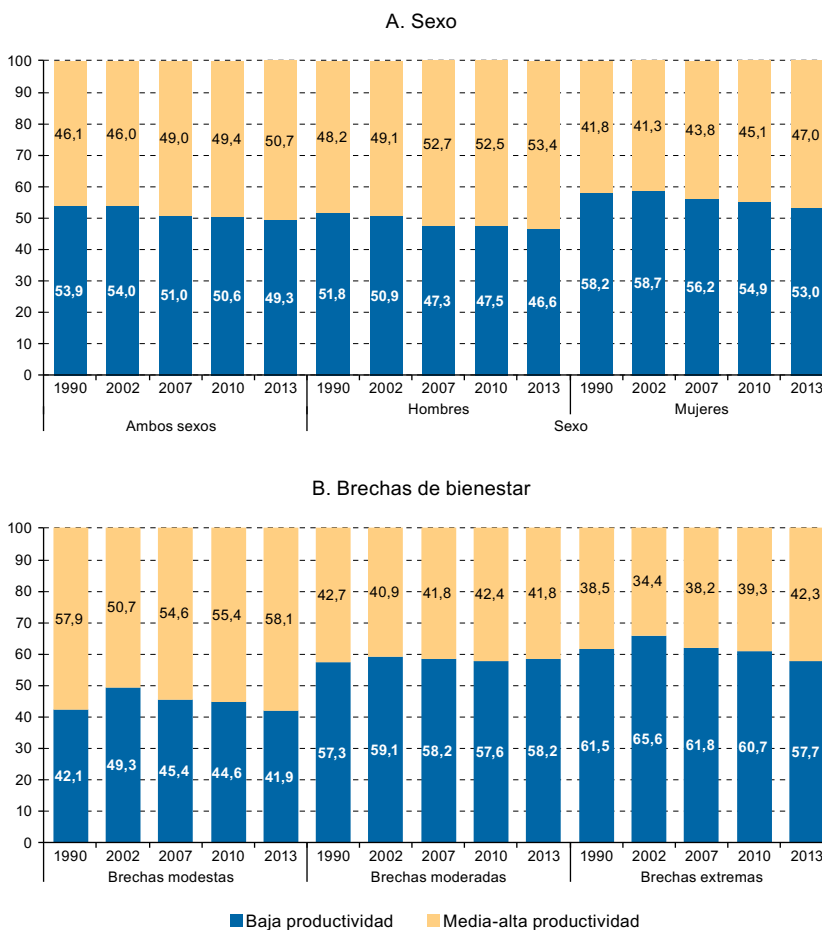 A. Sexo
100
90
80
70
60
50
40
30
20
10
0
46,1 46,0 49,0 49,4 50,7 48,2 49,1 52,7 52,5 53,4 41,8 41,3 43,8 45,1 47,0
53,9 54,0 51,0 50,6 49,3 51,8 50,9 47,3 47,5 46,6 58,2 58,7 56,2 54,9 53,0
1990 2002 2007 2010 2013 1990 2002 2007 2010 2013 1990 2002 2007 2010 2013
Hombres Mujeres
Ambos sexos Sexo
B. Brechas de bienestar
100
90
80
70
60
50
40
30
20
10
0
57,9 50,7 54,6 55,4 58,1 42,7 40,9 41,8 42,4 41,8 38,5 34,4 38,2 39,3 42,3
42,1 49,3 45,4 44,6 41,9 57,3 59,1 58,2 57,6 58,2 61,5 65,6 61,8 60,7 57,7
1990 2002 2007 2010 2013 1990 2002 2007 2010 2013 1990 2002 2007 2010 2013
Brechas modestas Brechas moderadas Brechas extremas
Baja productividad Media-alta productividad